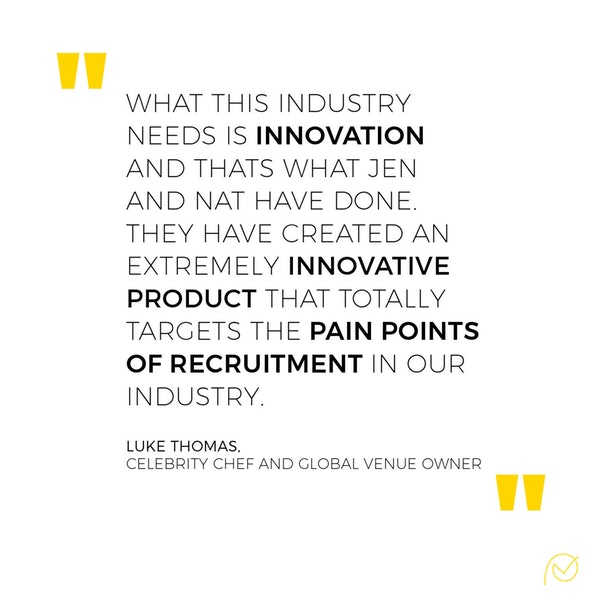 WHAT THIS INDUSTRY
NEEDS IS INNOVATION
AND THATS WHAT JEN
AND NAT HAVE DONE.
THEY HAVE CREATED AN
EXTREMELY INNOVATIVE
PRODUCT THAT TOTALLY
TARGETS THE PAIN POINTS
OF RECRUITMENT IN OUR
INDUSTRY.
LUKE THOMAS,
CELEBRITY CHEF AND GLOBAL VENUE OWNER